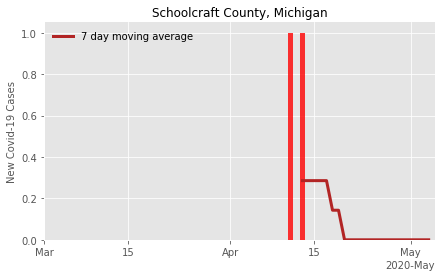 Schoolcraft County, Michigan
7 day moving average
New Covid-19 Cases
1.0
0.8
0.6
0.4
0.2
0.0
Mar 15 Apr 15 May
2020-May